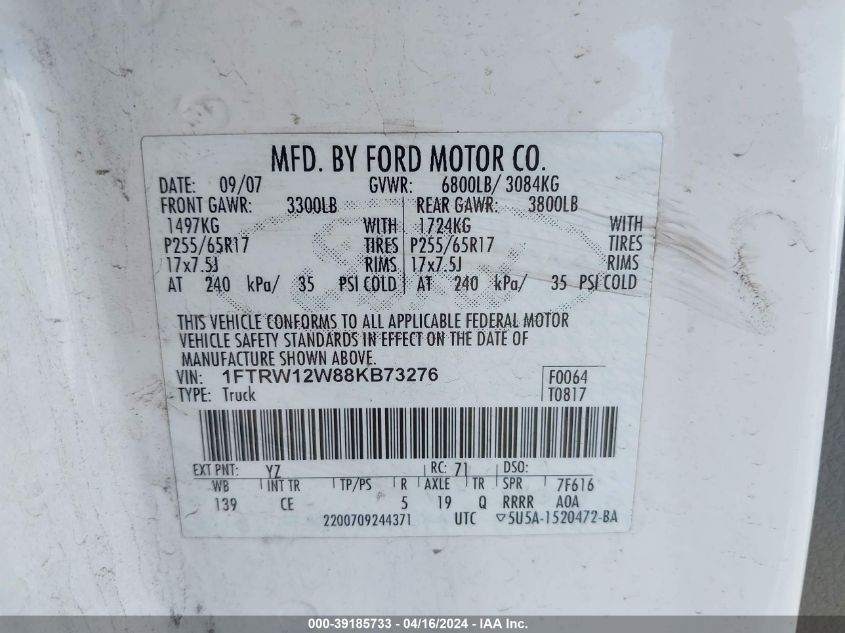 MFD. BY FORD MOTOR CO.
DATE: 09/07 GVWR: 6800LB/ 3084KG
FRONT GAWR: 3300LB REAR GAWR: 3800LB
1497KG WITH 1724KG WITH
P255/65R17 TIRES P255/65R17 TIRES
17x7.5J RIMS 17x7.5J RIMS
AT 240 kPa/ 35 PSI COLD AT 240 kPa/ 35 PSI COLD
THIS VEHICLE CONFORMS TO ALL APPLICABLE FEDERAL MOTOR
VEHICLE SAFETY STANDARDS IN EFFECT ON THE DATE OF
MANUFACTURE SHOWN ABOVE.
VIN: 1FTRW12W88KB73276 F0064
TYPE: Truck T0817
EXT PNT: YZ RC: 71 DSO:
WB INT TR TP/PS R AXLE TR SPR 7F616
139 CE 5 19 Q RRRR AOA
2200709244371 UTC ▽5U5A-1520472-BA
000-39185733 - 04/16/2024 - IAAI.com.